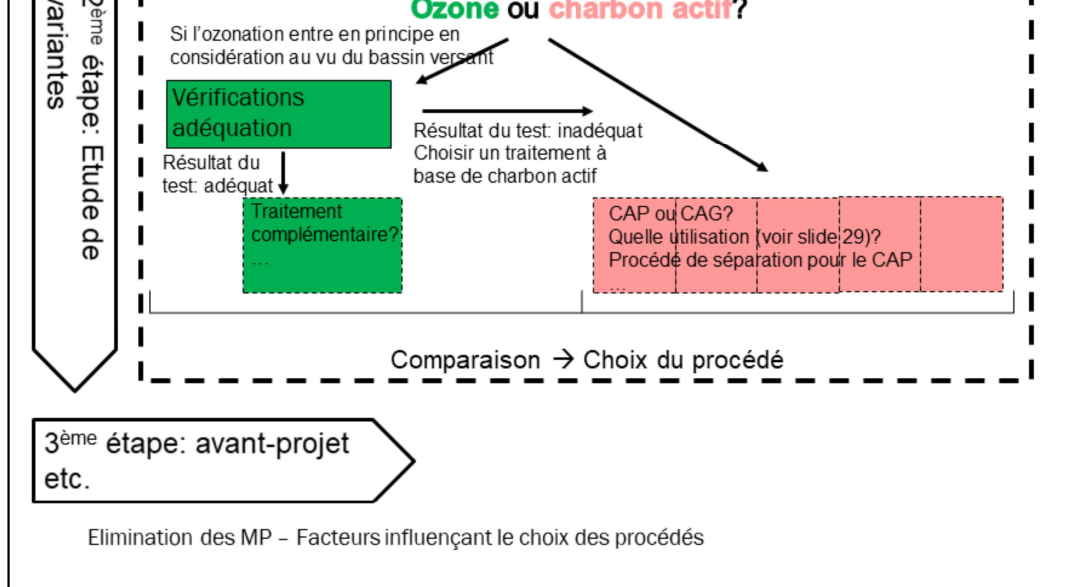 Ozone ou charbon actif?
Si l’ozonation entre en principe en
considération au vu du bassin versant
2ème étape: Etude de
variantes
Vérifications
adéquation
Résultat du test: inadéquat
Choisir un traitement à
base de charbon actif
Résultat du
test: adéquat
Traitement
complémentaire?
...
CAP ou CAG?
Quelle utilisation (voir slide 29)?
Procédé de séparation pour le CAP
...
Comparaison → Choix du procédé
3ème étape: avant-projet
etc.
Elimination des MP – Facteurs influençant le choix des procédés